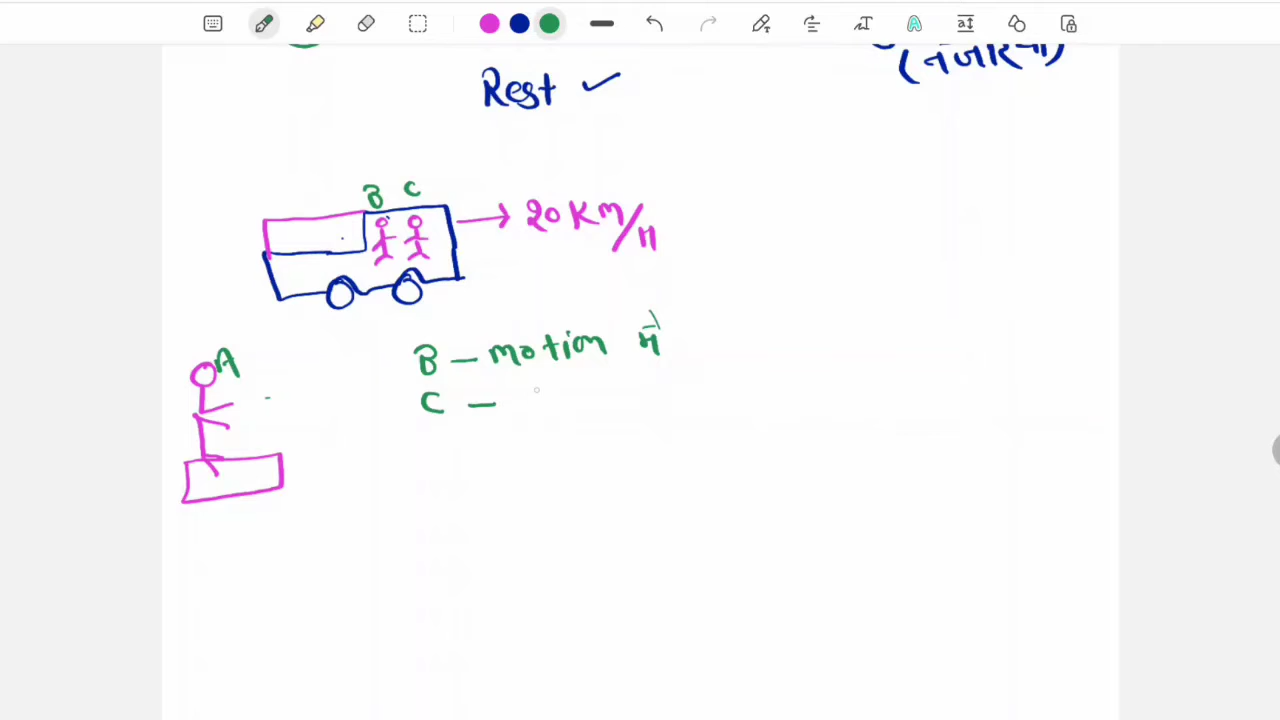 Rest ✓
B C
20 Km/H
A
B – motion में
C –